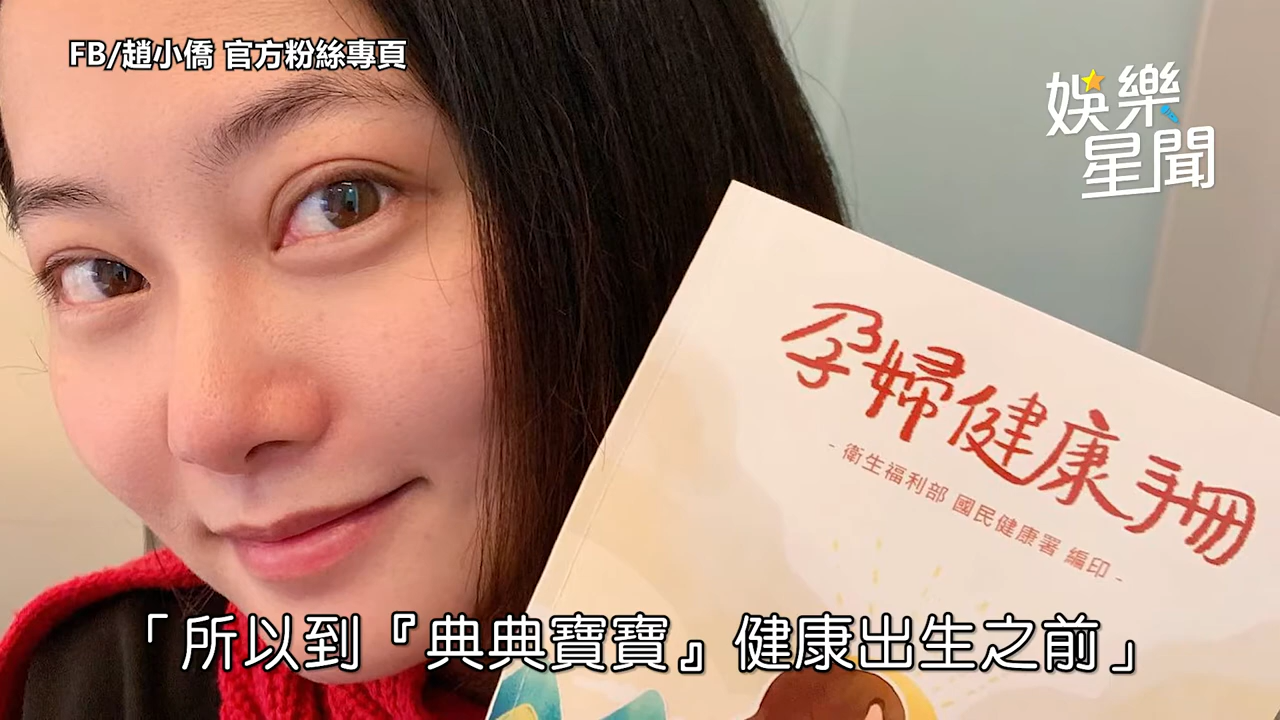 FB/趙小僑 官方粉絲專頁
娛樂
星聞
孕婦健康手冊
- 衛生福利部 國民健康署 編印 -
「所以到『典典寶寶』健康出生之前」